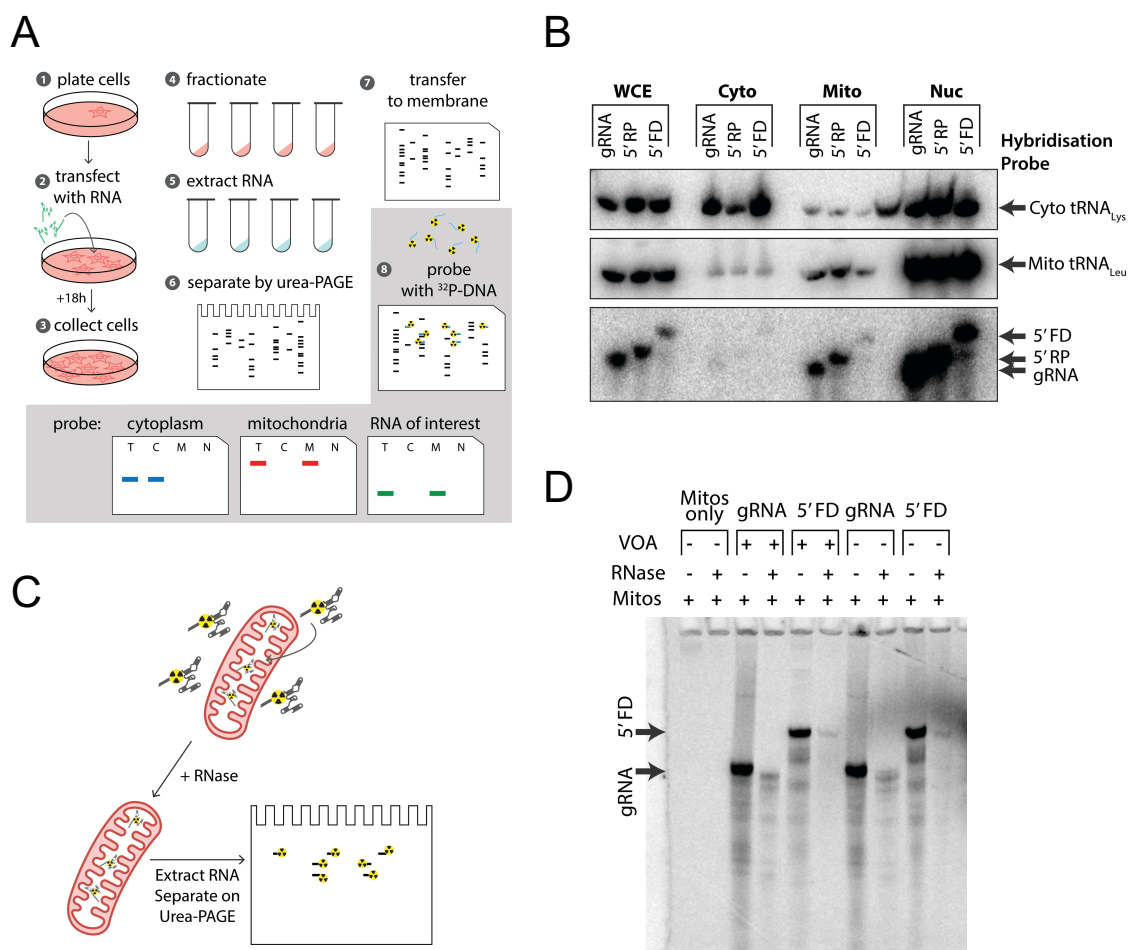 A
1 plate cells
2 transfect
with RNA
+18h
3 collect cells
4 fractionate
5 extract RNA
6 separate by urea-PAGE
7 transfer
to membrane
8 probe
with ³²P-DNA
probe: cytoplasm mitochondria RNA of interest
T C M N T C M N T C M N
B
WCE Cyto Mito Nuc
gRNA 5'RP 5'FD gRNA 5'RP 5'FD gRNA 5'RP 5'FD gRNA 5'RP 5'FD
Hybridisation
Probe
Cyto tRNA Lys
Mito tRNA Leu
5'FD
5'RP
gRNA
C
+ RNase
Extract RNA
Separate on
Urea-PAGE
D
Mitos
only gRNA 5'FD gRNA 5'FD
VOA - - + + + + - - - -
RNase - + - + - + - + - +
Mitos + + + + + + + + + +
5'FD
gRNA